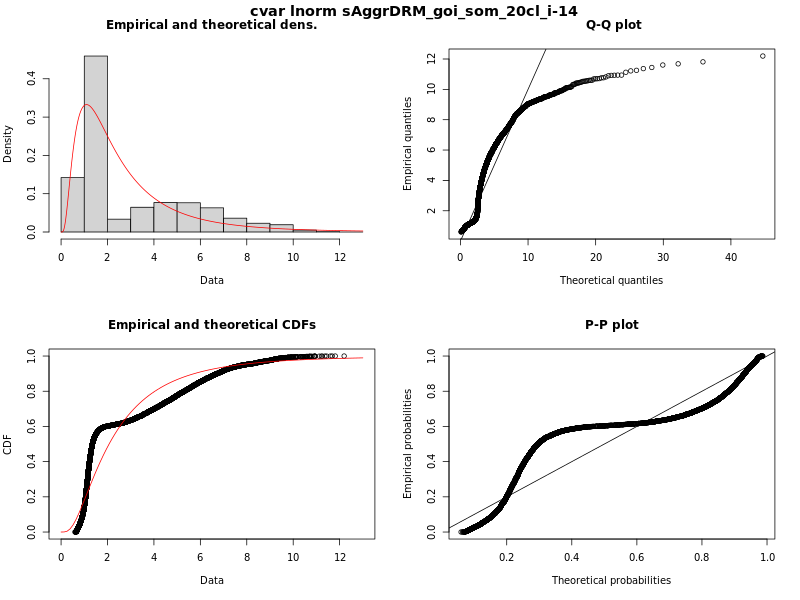 cvar lnorm sAggrDRM_goi_som_20cl_i-14
Empirical and theoretical dens.
Density
0.0 0.1 0.2 0.3 0.4
0 2 4 6 8 10 12
Data
Q-Q plot
Empirical quantiles
2 4 6 8 10 12
0 10 20 30 40
Theoretical quantiles
Empirical and theoretical CDFs
CDF
0.0 0.2 0.4 0.6 0.8 1.0
0 2 4 6 8 10 12
Data
P-P plot
Empirical probabilities
0.0 0.2 0.4 0.6 0.8 1.0
0.2 0.4 0.6 0.8 1.0
Theoretical probabilities